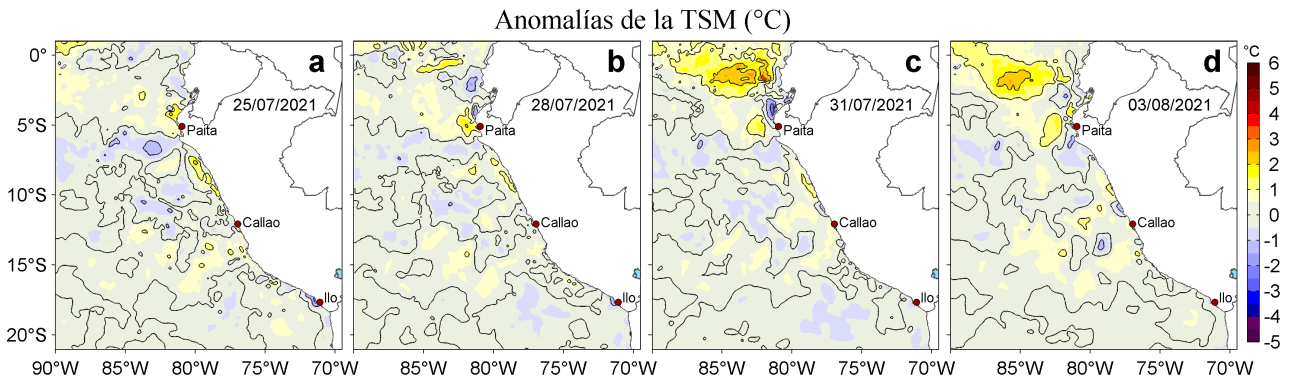 Anomalías de la TSM (°C)
a b c d
25/07/2021 28/07/2021 31/07/2021 03/08/2021
Paita Paita Paita Paita
Callao Callao Callao Callao
Ilo Ilo Ilo Ilo
0°
5°S
10°S
15°S
20°S
90°W 85°W 80°W 75°W 70°W 85°W 80°W 75°W 70°W 85°W 80°W 75°W 70°W 85°W 80°W 75°W 70°W
°C
6
5
4
3
2
1
0
-1
-2
-3
-4
-5